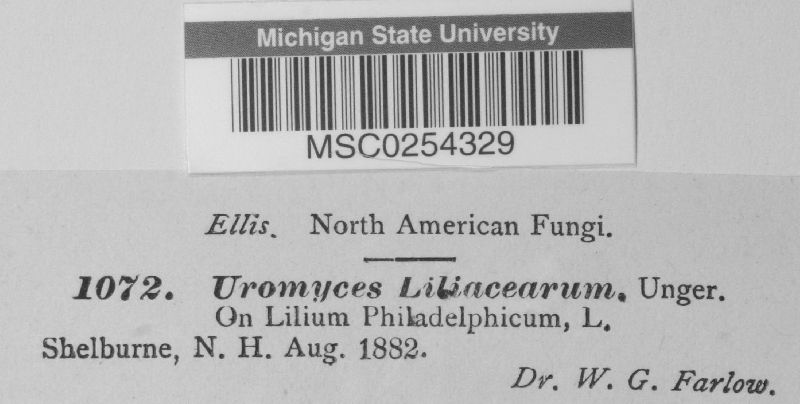 Michigan State University
MSC0254329
Ellis. North American Fungi.
1072. Uromyces Liliacearum. Unger.
On Lilium Philadelphicum, L.
Shelburne, N. H. Aug. 1882.
Dr. W. G. Farlow.